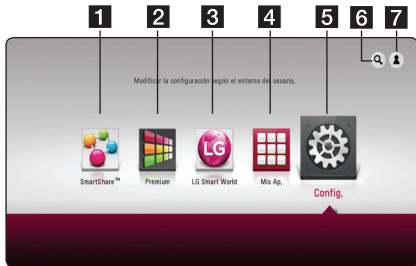 1 2 3 4 5 6 7
Modificar la configuración según el entorno del usuario.
LG
SmartShare™ Premium LG Smart World Mis Ap. Config.